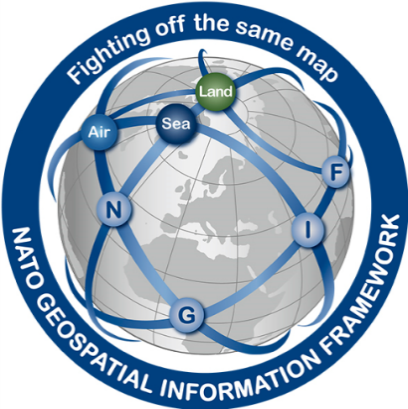 Fighting off the same map
Land
Air
Sea
F
N
I
G
NATO GEOSPATIAL INFORMATION FRAMEWORK